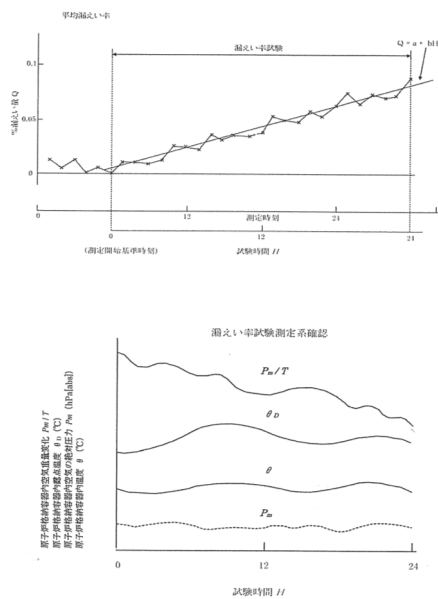 平均漏えい率
漏えい率試験
Q = a + bH
0.1
%漏えい量 Q
0.05
0
0
12
測定時刻
24
0
12
24
(測定開始基準時刻)
試験時間 H
漏えい率試験測定系確認
Pm/T
θD
θ
Pm
原子炉格納容器内空気重量変化 Pm/T
原子炉格納容器内露点温度 θD (℃)
原子炉格納容器内空気の絶対圧力 Pm (hPa[abs])
原子炉格納容器内温度 θ (℃)
0
12
24
試験時間 H